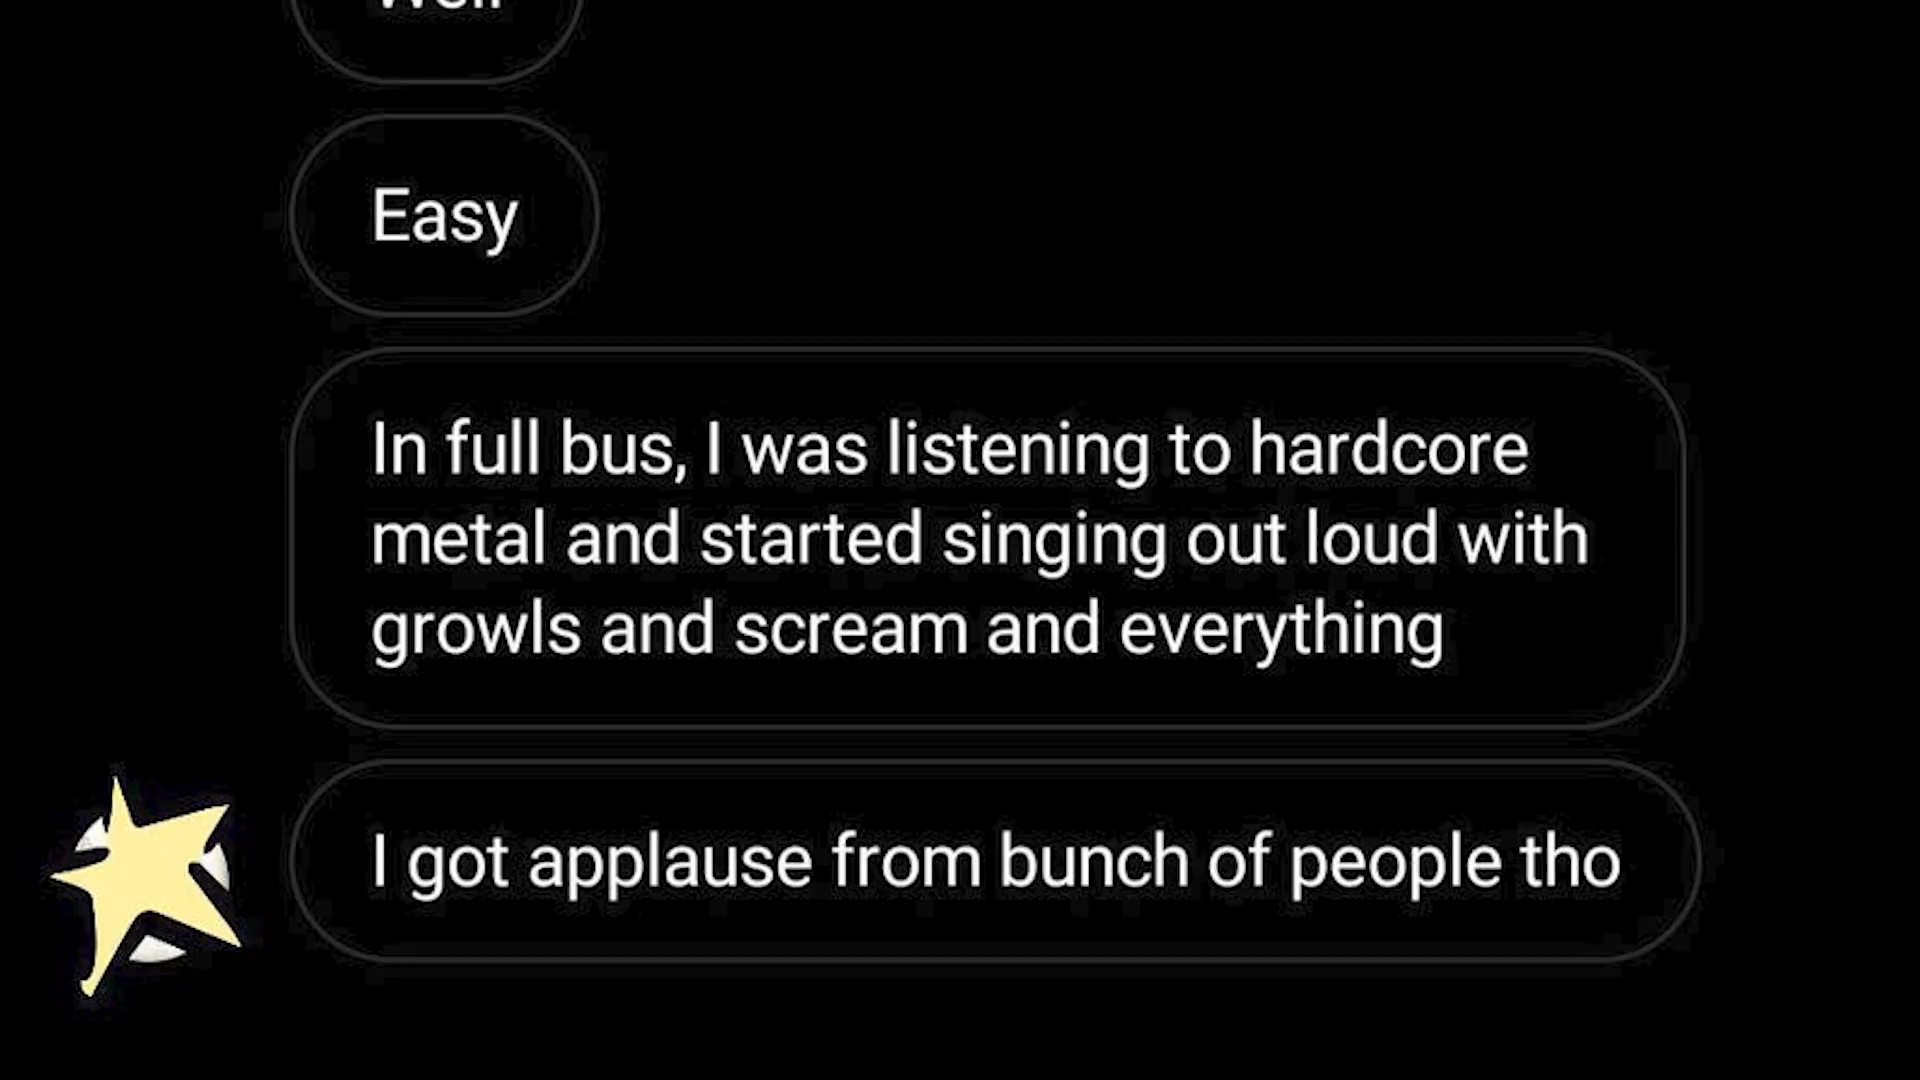 Well
Easy
In full bus, I was listening to hardcore
metal and started singing out loud with
growls and scream and everything
I got applause from bunch of people tho